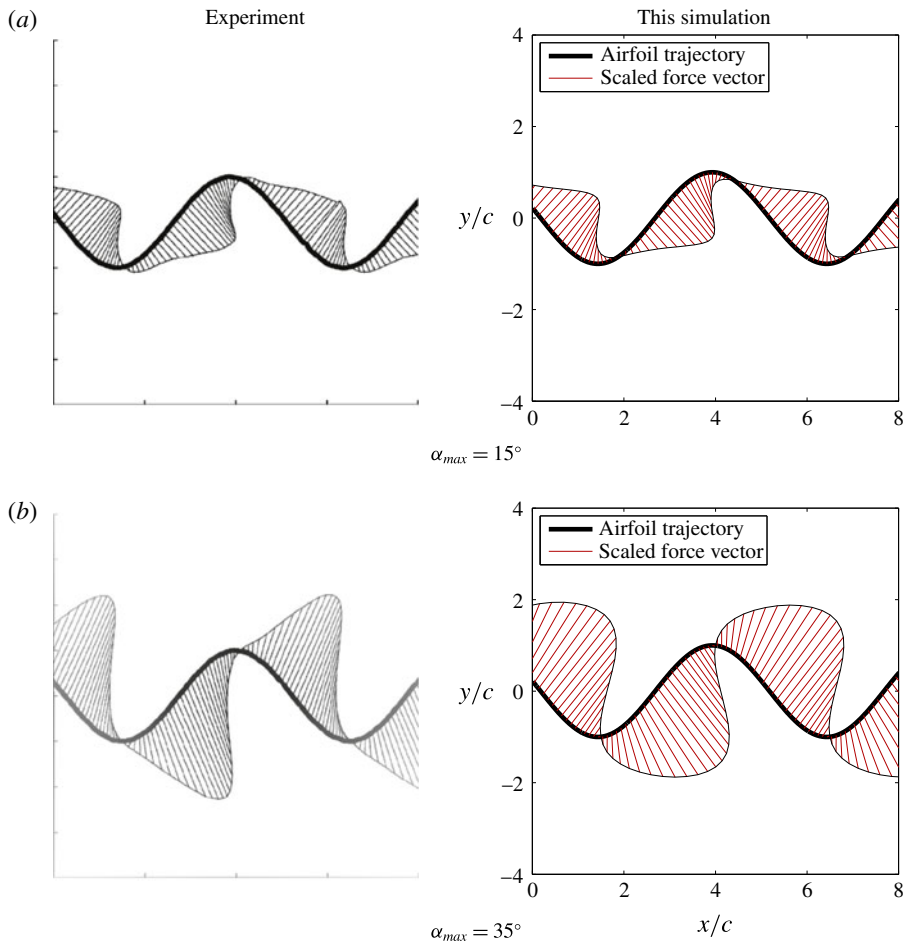 (a)
Experiment
This simulation
4
Airfoil trajectory
Scaled force vector
2
y/c
0
−2
−4
0
2
4
6
8
α_max = 15°
(b)
4
Airfoil trajectory
Scaled force vector
2
y/c
0
−2
−4
0
2
4
6
8
x/c
α_max = 35°